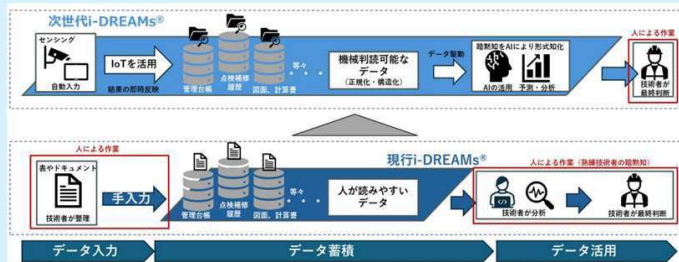 次世代i-DREAMs®
センシング
自動入力
IoTを活用
結果の即時反映
管理台帳
点検補修
履歴
図面、計算書
等々
・・・
機械判読可能な
データ
(正規化・構造化)
データ駆動
暗黙知をAIにより形式知化
AIの活用 予測・分析
人による作業
技術者が
最終判断
現行i-DREAMs®
人による作業
表やドキュメント
技術者が整理
手入力
管理台帳
点検補修
履歴
図面、計算書
等々
・・・
人が読みやすい
データ
人による作業(熟練技術者の暗黙知)
技術者が分析
技術者が最終判断
データ入力
データ蓄積
データ活用